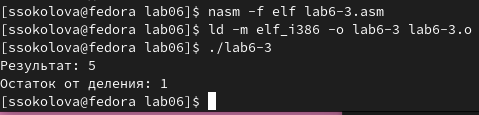 [ssokolova@fedora lab06]$ nasm -f elf lab6-3.asm
[ssokolova@fedora lab06]$ ld -m elf_i386 -o lab6-3 lab6-3.o
[ssokolova@fedora lab06]$ ./lab6-3
Результат: 5
Остаток от деления: 1
[ssokolova@fedora lab06]$